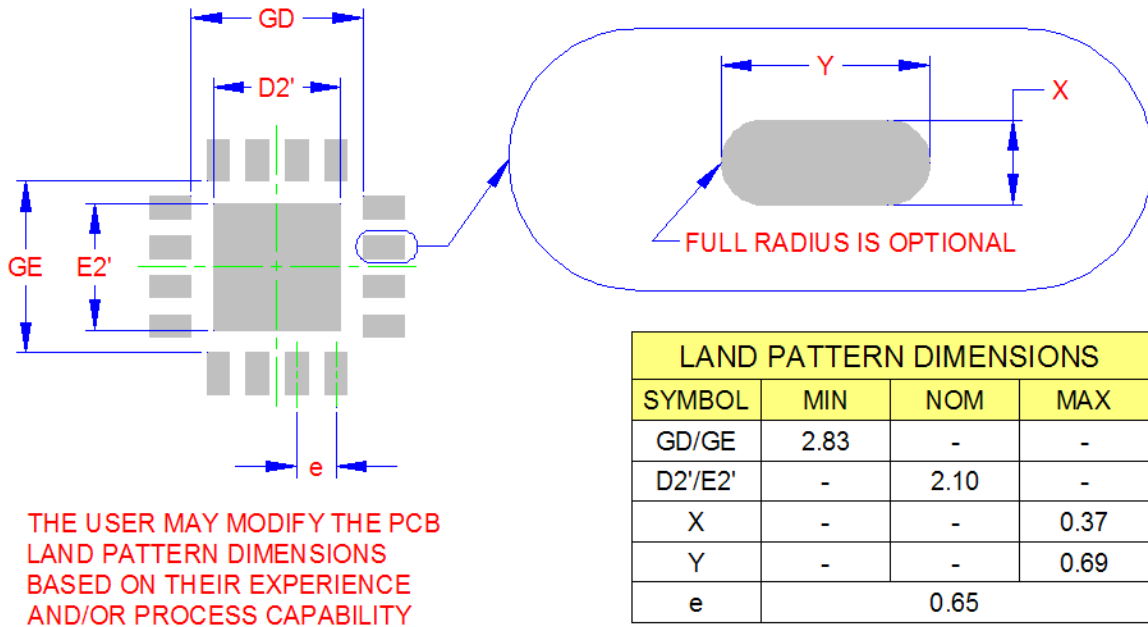 GD
D2'
GE
E2'
e
Y
X
FULL RADIUS IS OPTIONAL
THE USER MAY MODIFY THE PCB
LAND PATTERN DIMENSIONS
BASED ON THEIR EXPERIENCE
AND/OR PROCESS CAPABILITY
LAND PATTERN DIMENSIONS
SYMBOL MIN NOM MAX
GD/GE 2.83 - -
D2'/E2' - 2.10 -
X - - 0.37
Y - - 0.69
e 0.65